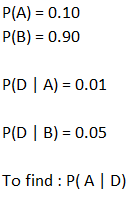 P(A) = 0.10
P(B) = 0.90
P(D | A) = 0.01
P(D | B) = 0.05
To find : P( A | D)